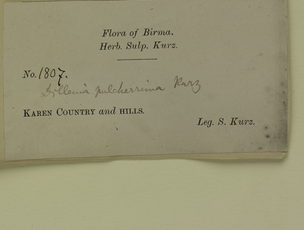 Flora of Birma.
Herb. Sulp. Kurz.
No. 1807.
Dillenia pulcherrima Kurz
KAREN COUNTRY and HILLS.
Leg. S. Kurz.